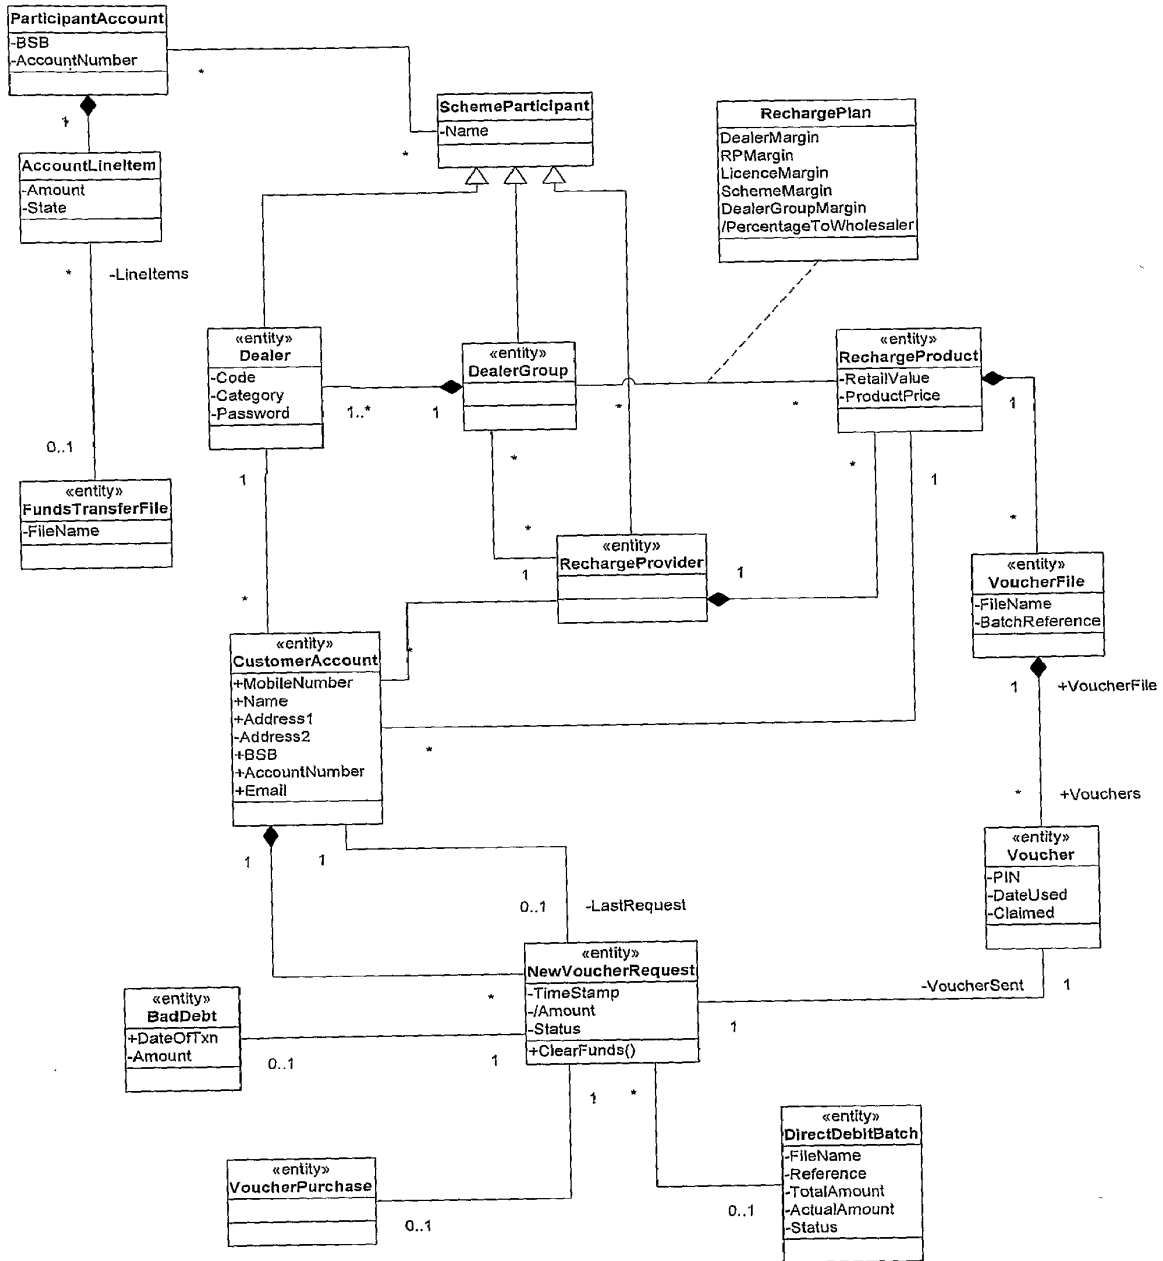 ParticipantAccount
-BSB
-AccountNumber
*
1
AccountLineItem
-Amount
-State
*
-LineItems
0..1
«entity»
FundsTransferFile
-FileName
SchemeParticipant
-Name
*
RechargePlan
DealerMargin
RPMargin
LicenceMargin
SchemeMargin
DealerGroupMargin
/PercentageToWholesaler
«entity»
Dealer
-Code
-Category
-Password
1..*
1
«entity»
DealerGroup
*
*
«entity»
RechargeProduct
-RetailValue
-ProductPrice
1
*
1
*
*
1
*
1
«entity»
RechargeProvider
1
*
«entity»
VoucherFile
-FileName
-BatchReference
1
+VoucherFile
*
+Vouchers
*
«entity»
CustomerAccount
+MobileNumber
+Name
+Address1
-Address2
+BSB
+AccountNumber
+Email
*
1
1
0..1
-LastRequest
«entity»
Voucher
-PIN
-DateUsed
-Claimed
«entity»
NewVoucherRequest
-TimeStamp
-/Amount
-Status
+ClearFunds()
*
-VoucherSent
1
1
«entity»
BadDebt
+DateOfTxn
-Amount
0..1
1
1
*
«entity»
VoucherPurchase
0..1
«entity»
DirectDebitBatch
-FileName
-Reference
-TotalAmount
-ActualAmount
-Status
0..1